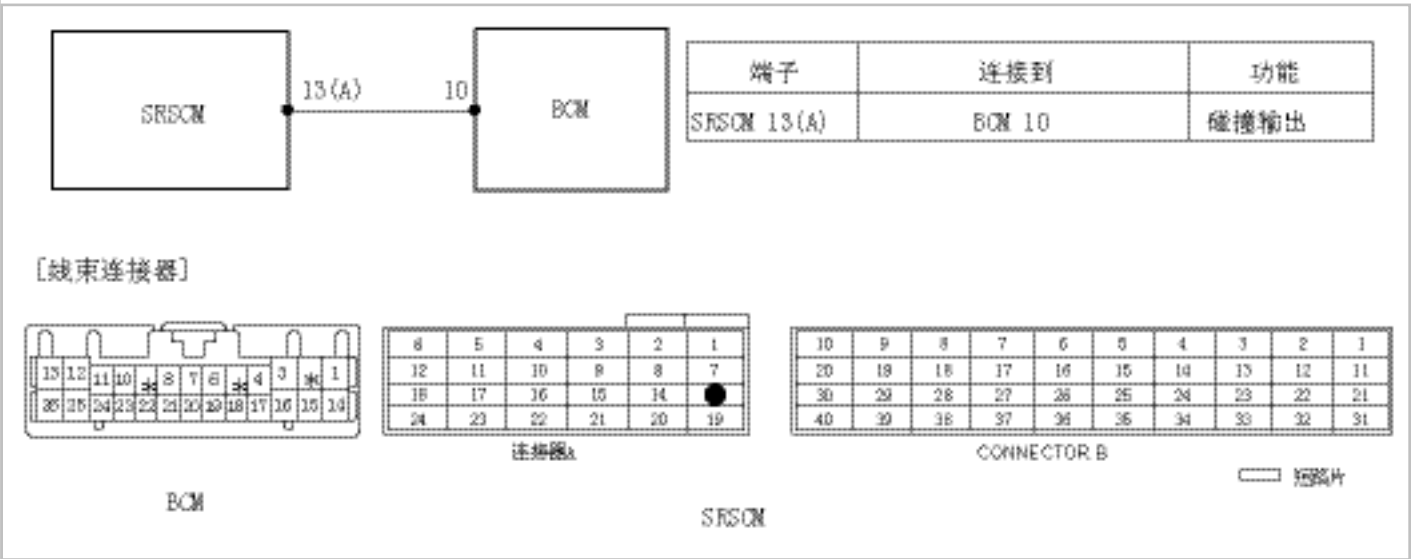 SRSCM
13(A)
10
BCM
端子 连接到 功能
SRSCM 13(A) BCM 10 碰撞输出
[线束连接器]
13 12 11 10 * 8 7 6 * 4 3 * 1
26 25 24 23 22 21 20 19 18 17 16 15 14
BCM
6 5 4 3 2 1
12 11 10 9 8 7
18 17 16 15 14
24 23 22 21 20 19
连接器A
10 9 8 7 6 5 4 3 2 1
20 19 18 17 16 15 14 13 12 11
30 29 28 27 26 25 24 23 22 21
40 39 38 37 36 35 34 33 32 31
CONNECTOR B
短路片
SRSCM